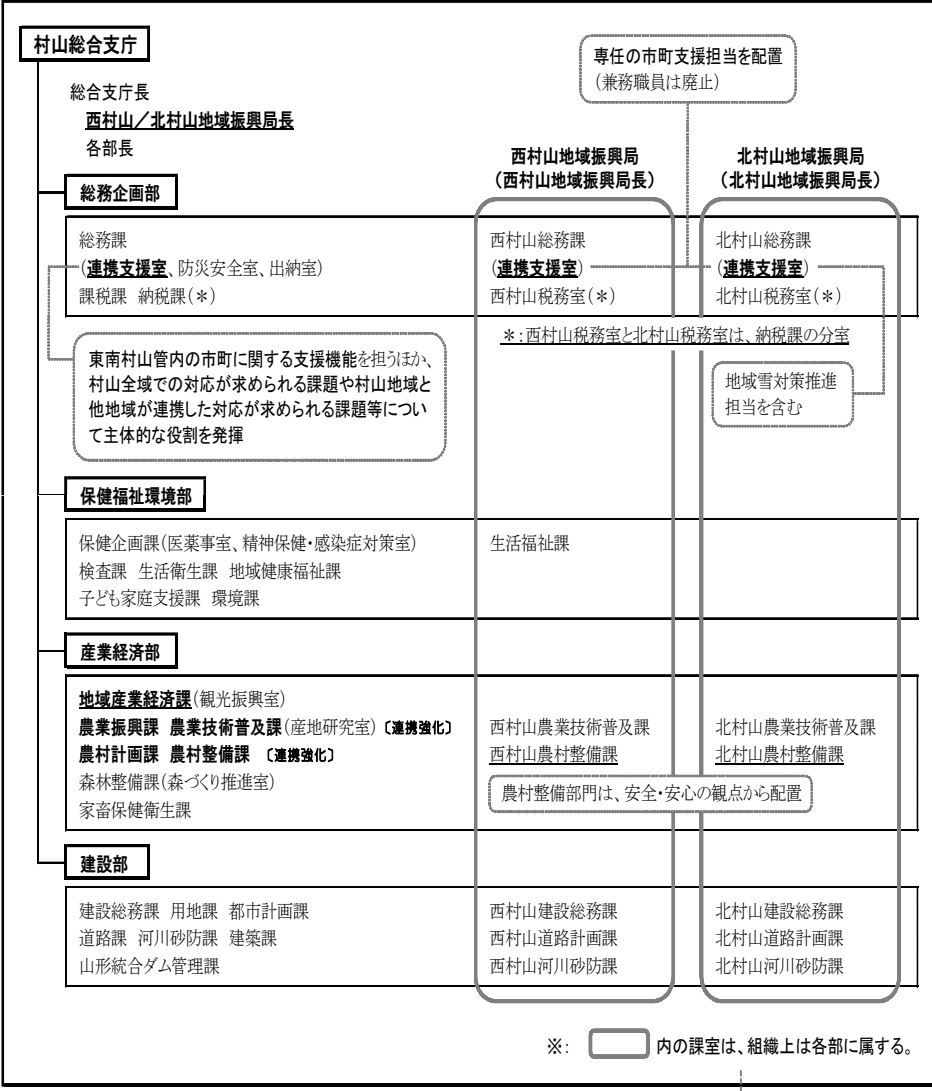 村山総合支庁
総合支庁長
西村山／北村山地域振興局長
各部長
専任の市町支援担当を配置
（兼務職員は廃止）
西村山地域振興局
（西村山地域振興局長）
北村山地域振興局
（北村山地域振興局長）
総務企画部
総務課
（連携支援室、防災安全室、出納室）
課税課 納税課（＊）
西村山総務課
（連携支援室）
西村山税務室（＊）
北村山総務課
（連携支援室）
北村山税務室（＊）
＊：西村山税務室と北村山税務室は、納税課の分室
東南村山管内の市町に関する支援機能を担うほか、
村山全域での対応が求められる課題や村山地域と
他地域が連携した対応が求められる課題等につい
て主体的な役割を発揮
地域雪対策推進
担当を含む
保健福祉環境部
保健企画課（医薬事室、精神保健・感染症対策室）
検査課 生活衛生課 地域健康福祉課
子ども家庭支援課 環境課
生活福祉課
産業経済部
地域産業経済課（観光振興室）
農業振興課 農業技術普及課（産地研究室）〔連携強化〕
農村計画課 農村整備課 〔連携強化〕
森林整備課（森づくり推進室）
家畜保健衛生課
西村山農業技術普及課
西村山農村整備課
北村山農業技術普及課
北村山農村整備課
農村整備部門は、安全・安心の観点から配置
建設部
建設総務課 用地課 都市計画課
道路課 河川砂防課 建築課
山形統合ダム管理課
西村山建設総務課
西村山道路計画課
西村山河川砂防課
北村山建設総務課
北村山道路計画課
北村山河川砂防課
※： 内の課室は、組織上は各部に属する。